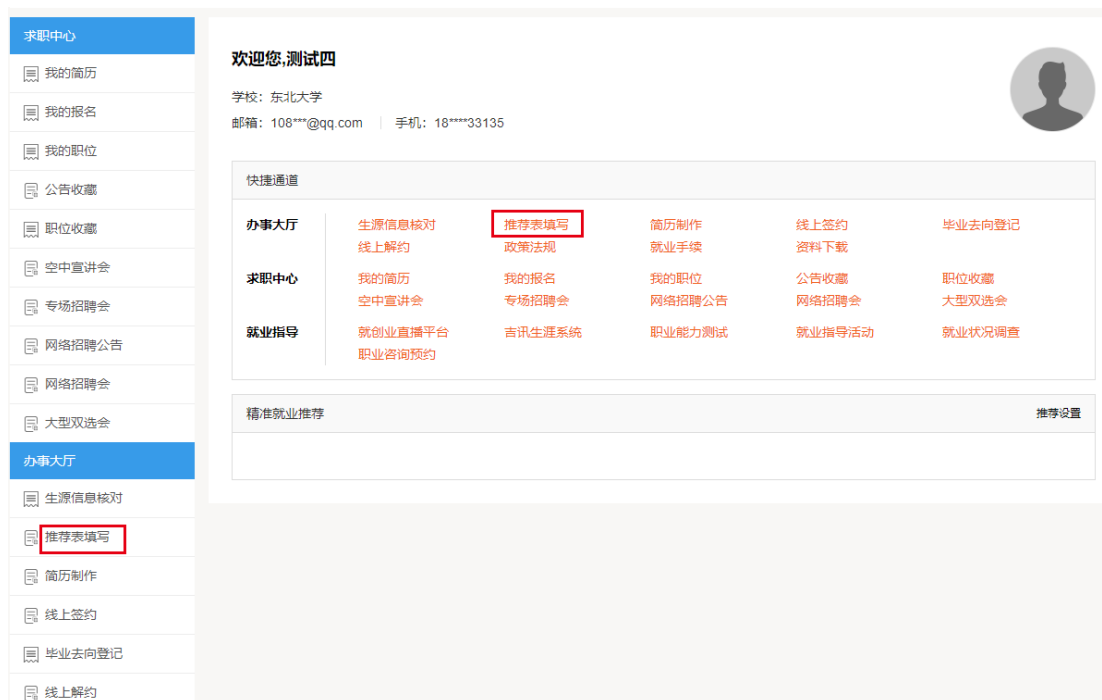 求职中心
我的简历
我的报名
我的职位
公告收藏
职位收藏
空中宣讲会
专场招聘会
网络招聘公告
网络招聘会
大型双选会
办事大厅
生源信息核对
推荐表填写
简历制作
线上签约
毕业去向登记
线上解约
欢迎您,测试四
学校：东北大学
邮箱：108***@qq.com 手机：18****33135
快捷通道
办事大厅 生源信息核对 推荐表填写 简历制作 线上签约 毕业去向登记
线上解约 政策法规 就业手续 资料下载
求职中心 我的简历 我的报名 我的职位 公告收藏 职位收藏
空中宣讲会 专场招聘会 网络招聘公告 网络招聘会 大型双选会
就业指导 就创业直播平台 吉讯生涯系统 职业能力测试 就业指导活动 就业状况调查
职业咨询预约
精准就业推荐 推荐设置